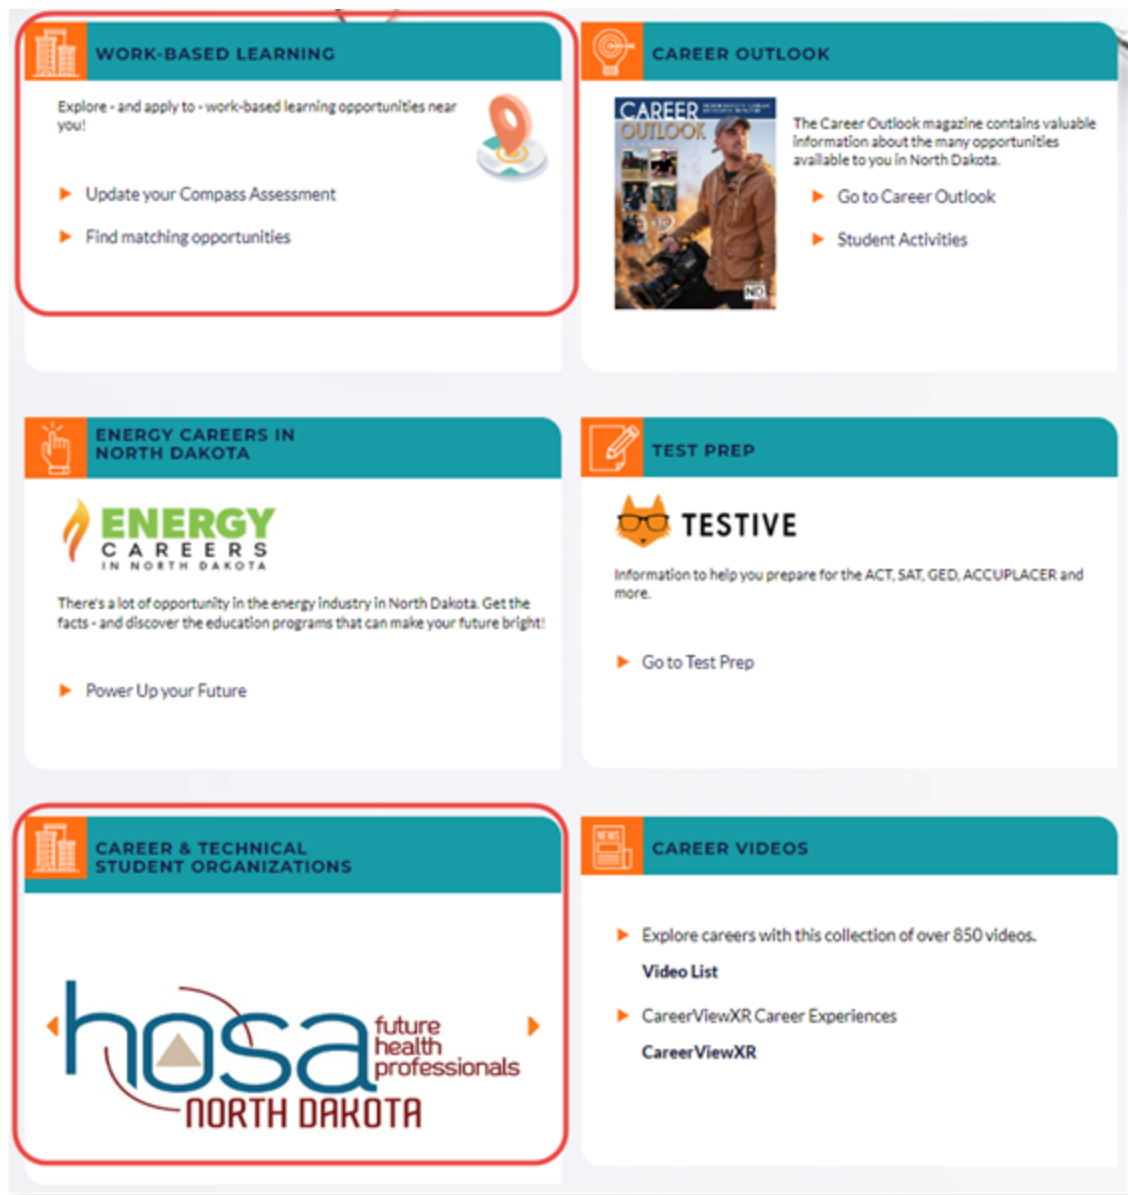 WORK-BASED LEARNING
Explore - and apply to - work-based learning opportunities near
you!
Update your Compass Assessment
Find matching opportunities
CAREER OUTLOOK
CAREER
OUTLOOK
ND
The Career Outlook magazine contains valuable
information about the many opportunities
available to you in North Dakota.
Go to Career Outlook
Student Activities
ENERGY CAREERS IN
NORTH DAKOTA
ENERGY
CAREERS
IN NORTH DAKOTA
There's a lot of opportunity in the energy industry in North Dakota. Get the
facts - and discover the education programs that can make your future bright!
Power Up your Future
TEST PREP
TESTIVE
Information to help you prepare for the ACT, SAT, GED, ACCUPLACER and
more.
Go to Test Prep
CAREER & TECHNICAL
STUDENT ORGANIZATIONS
hosa
future
health
professionals
NORTH DAKOTA
NEWS
CAREER VIDEOS
Explore careers with this collection of over 850 videos.
Video List
CareerViewXR Career Experiences
CareerViewXR